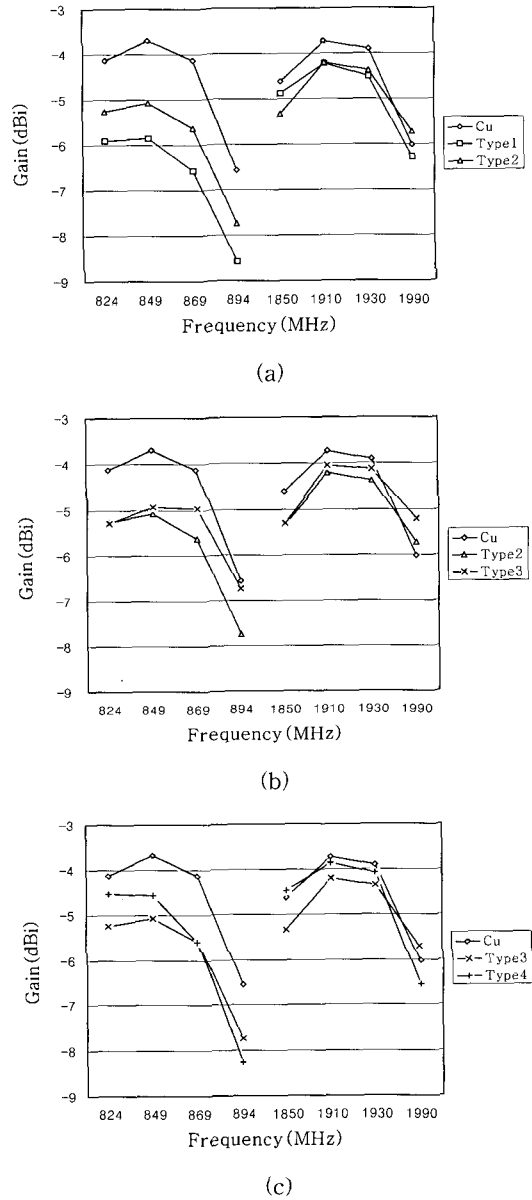 -3
-4
-5
-6
-7
-8
-9
Gain(dBi)
824 849 869 894 1850 1910 1930 1990
Frequency(MHz)
Cu
Type1
Type2
(a)
-3
-4
-5
-6
-7
-8
-9
Gain(dBi)
824 849 869 894 1850 1910 1930 1990
Frequency(MHz)
Cu
Type2
Type3
(b)
-3
-4
-5
-6
-7
-8
-9
Gain(dBi)
824 849 869 894 1850 1910 1930 1990
Frequency(MHz)
Cu
Type3
Type4
(c)